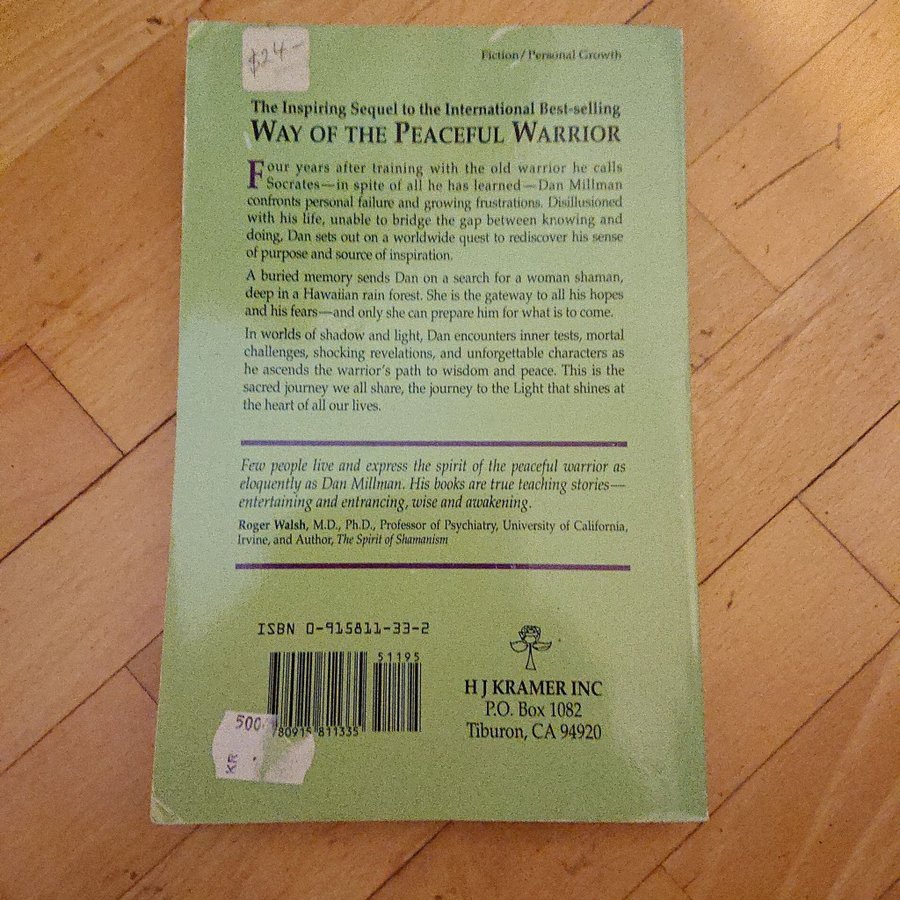 $24-
Fiction/Personal Growth
The Inspiring Sequel to the International Best-selling
WAY OF THE PEACEFUL WARRIOR
Four years after training with the old warrior he calls
Socrates—in spite of all he has learned—Dan Millman
confronts personal failure and growing frustrations. Disillusioned
with his life, unable to bridge the gap between knowing and
doing, Dan sets out on a worldwide quest to rediscover his sense
of purpose and source of inspiration.
A buried memory sends Dan on a search for a woman shaman,
deep in a Hawaiian rain forest. She is the gateway to all his hopes
and his fears—and only she can prepare him for what is to come.
In worlds of shadow and light, Dan encounters inner tests, mortal
challenges, shocking revelations, and unforgettable characters as
he ascends the warrior's path to wisdom and peace. This is the
sacred journey we all share, the journey to the Light that shines at
the heart of all our lives.
Few people live and express the spirit of the peaceful warrior as
eloquently as Dan Millman. His books are true teaching stories—
entertaining and entrancing, wise and awakening.
Roger Walsh, M.D., Ph.D., Professor of Psychiatry, University of California,
Irvine, and Author, The Spirit of Shamanism
ISBN 0-915811-33-2
51195
780915 811335
500
KR
H J KRAMER INC
P.O. Box 1082
Tiburon, CA 94920